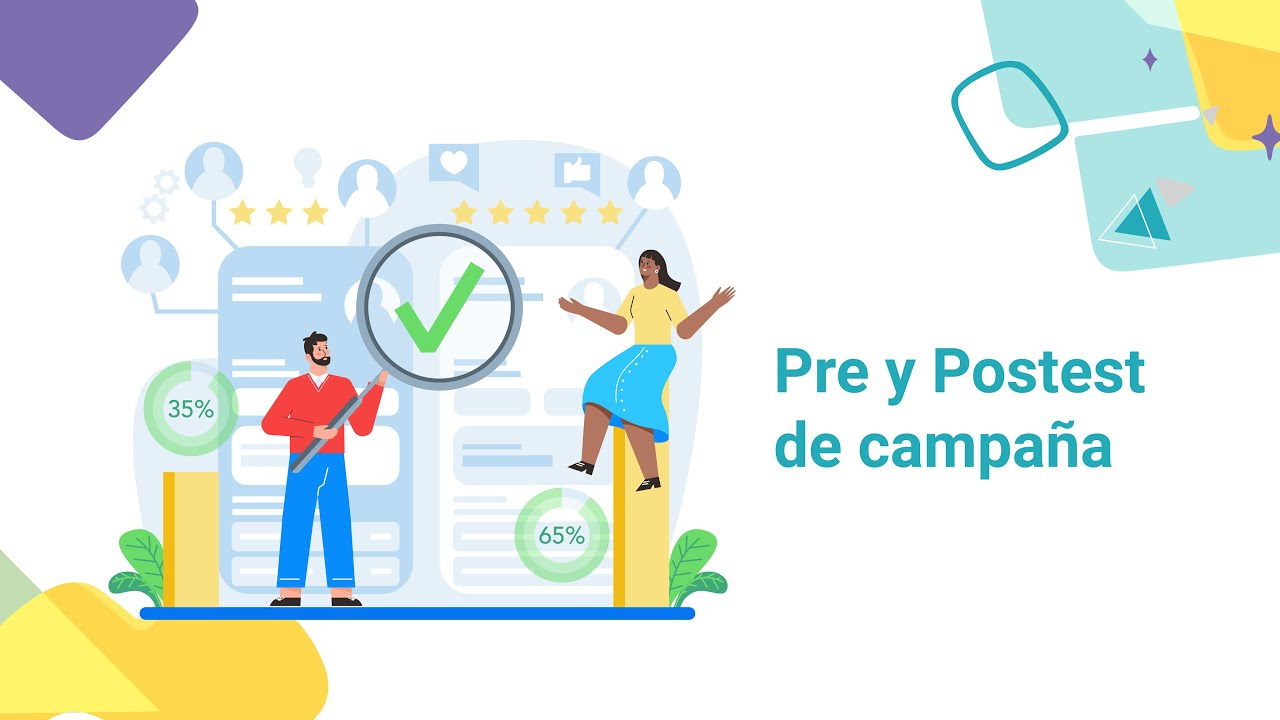 35%
65%
Pre y Postest
de campaña